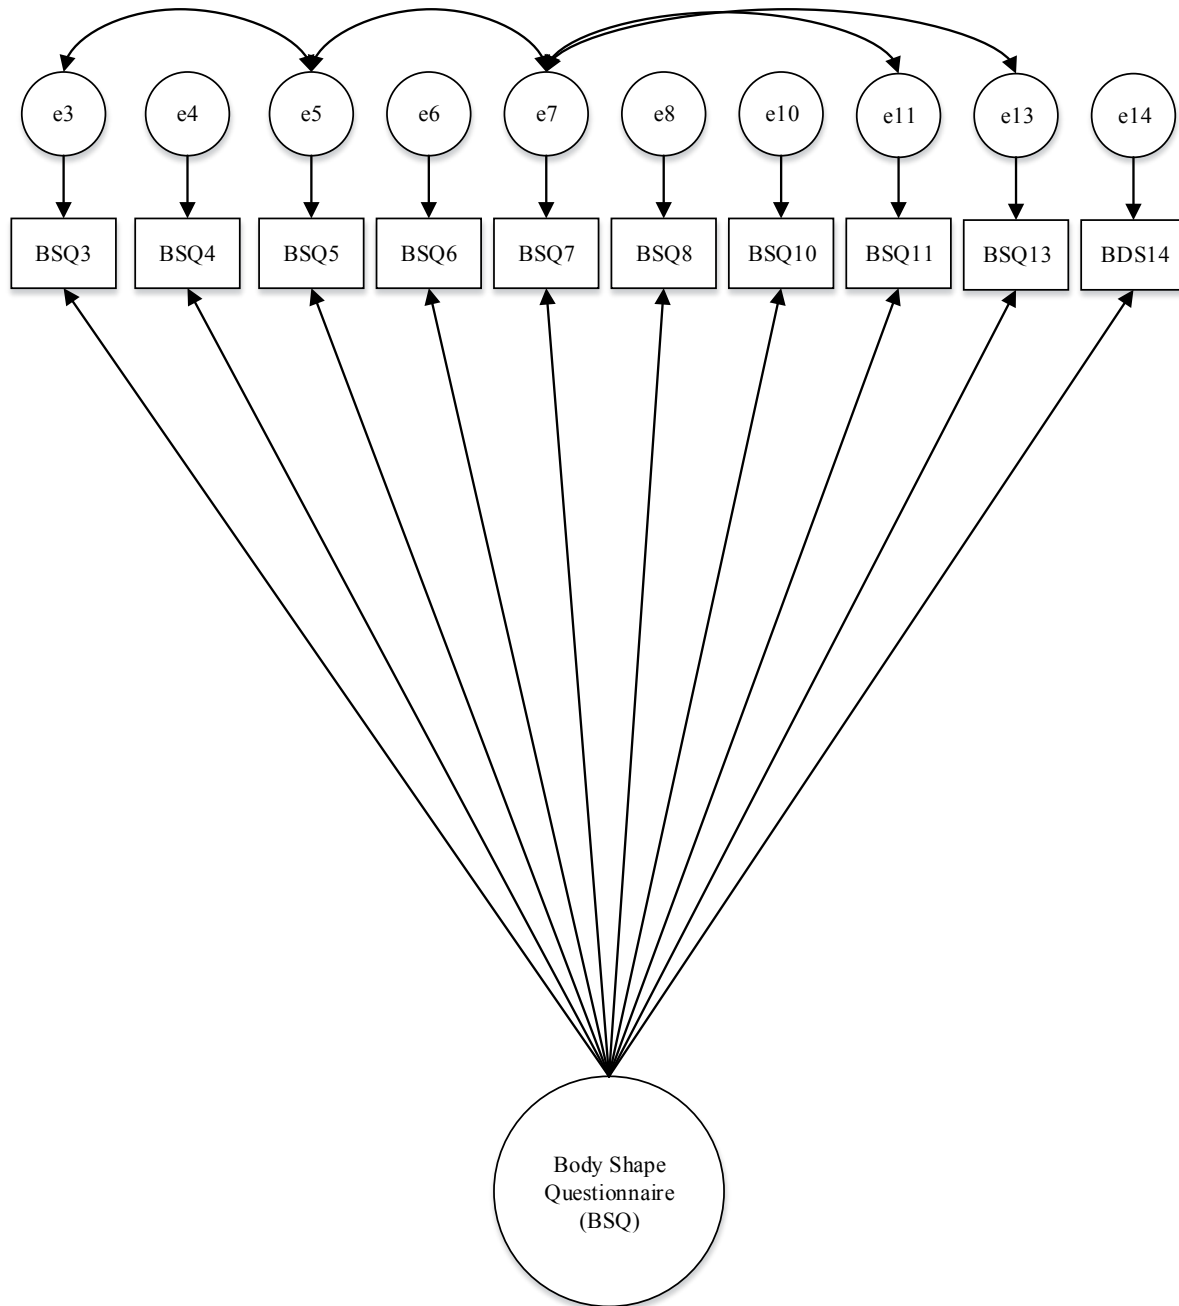 e3
e4
e5
e6
e7
e8
e10
e11
e13
e14
BSQ3
BSQ4
BSQ5
BSQ6
BSQ7
BSQ8
BSQ10
BSQ11
BSQ13
BDS14
Body Shape
Questionnaire
(BSQ)